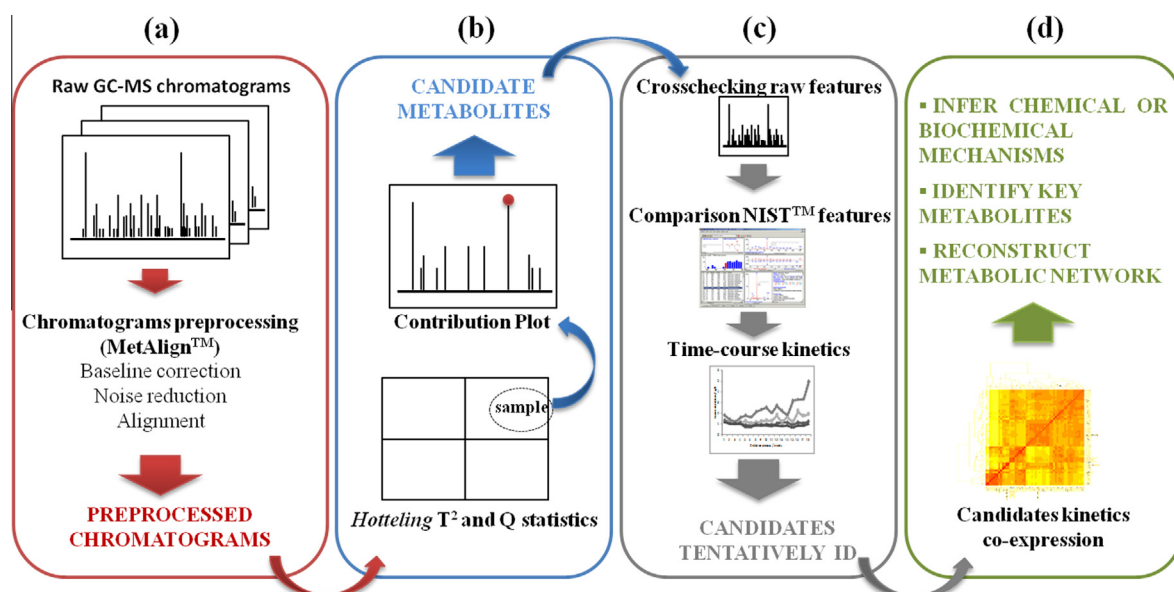 (a)
Raw GC-MS chromatograms
Chromatograms preprocessing
(MetAlign™)
Baseline correction
Noise reduction
Alignment
PREPROCESSED
CHROMATOGRAMS
(b)
CANDIDATE
METABOLITES
Contribution Plot
sample
Hotteling T² and Q statistics
(c)
Crosschecking raw features
Comparison NIST™ features
Time-course kinetics
CANDIDATES
TENTATIVELY ID
(d)
▪ INFER CHEMICAL OR
BIOCHEMICAL
MECHANISMS
▪ IDENTIFY KEY
METABOLITES
▪ RECONSTRUCT
METABOLIC NETWORK
Candidates kinetics
co-expression